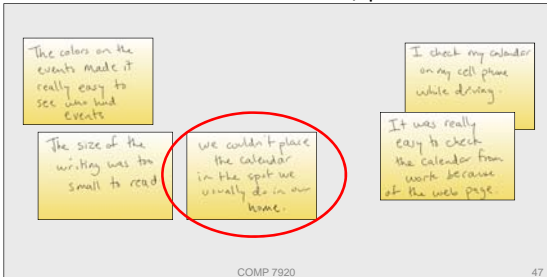 The colors on the
events made it
really easy to
see who had
events
The size of the
writing was too
small to read
we couldn't place
the calendar
in the spot we
usually do in our
home.
I check my calendar
on my cell phone
while driving.
It was really
easy to check
the calendar from
work because
of the web page.
COMP 7920
47